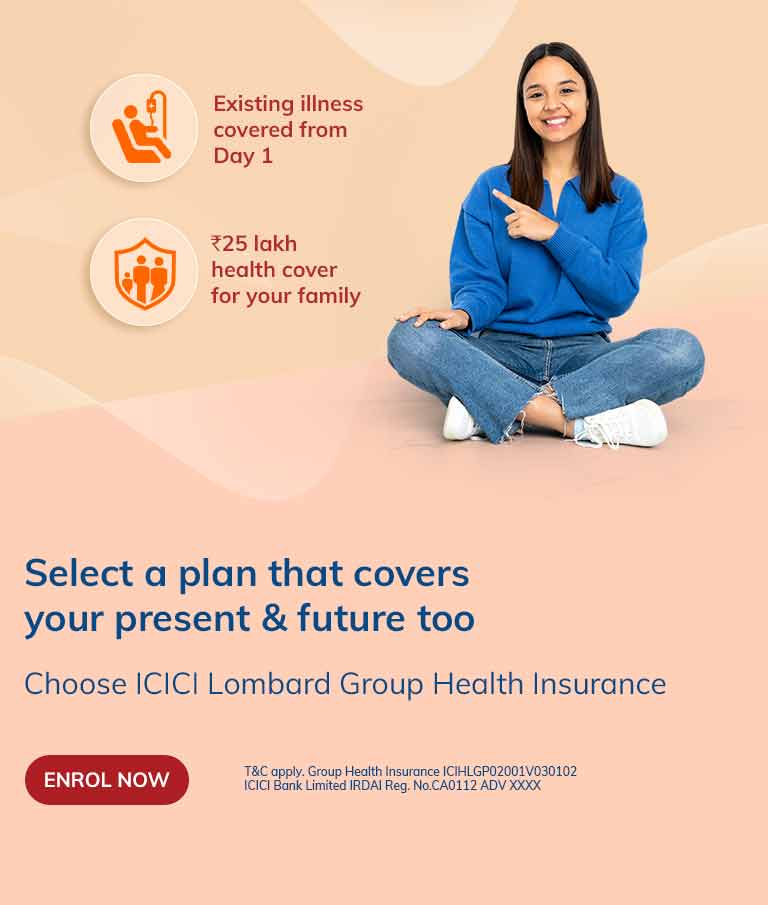 Existing illness
covered from
Day 1
₹25 lakh
health cover
for your family
Select a plan that covers
your present & future too
Choose ICICI Lombard Group Health Insurance
ENROL NOW
T&C apply. Group Health Insurance ICIHLGP02001V030102
ICICI Bank Limited IRDAI Reg. No.CA0112 ADV XXXX